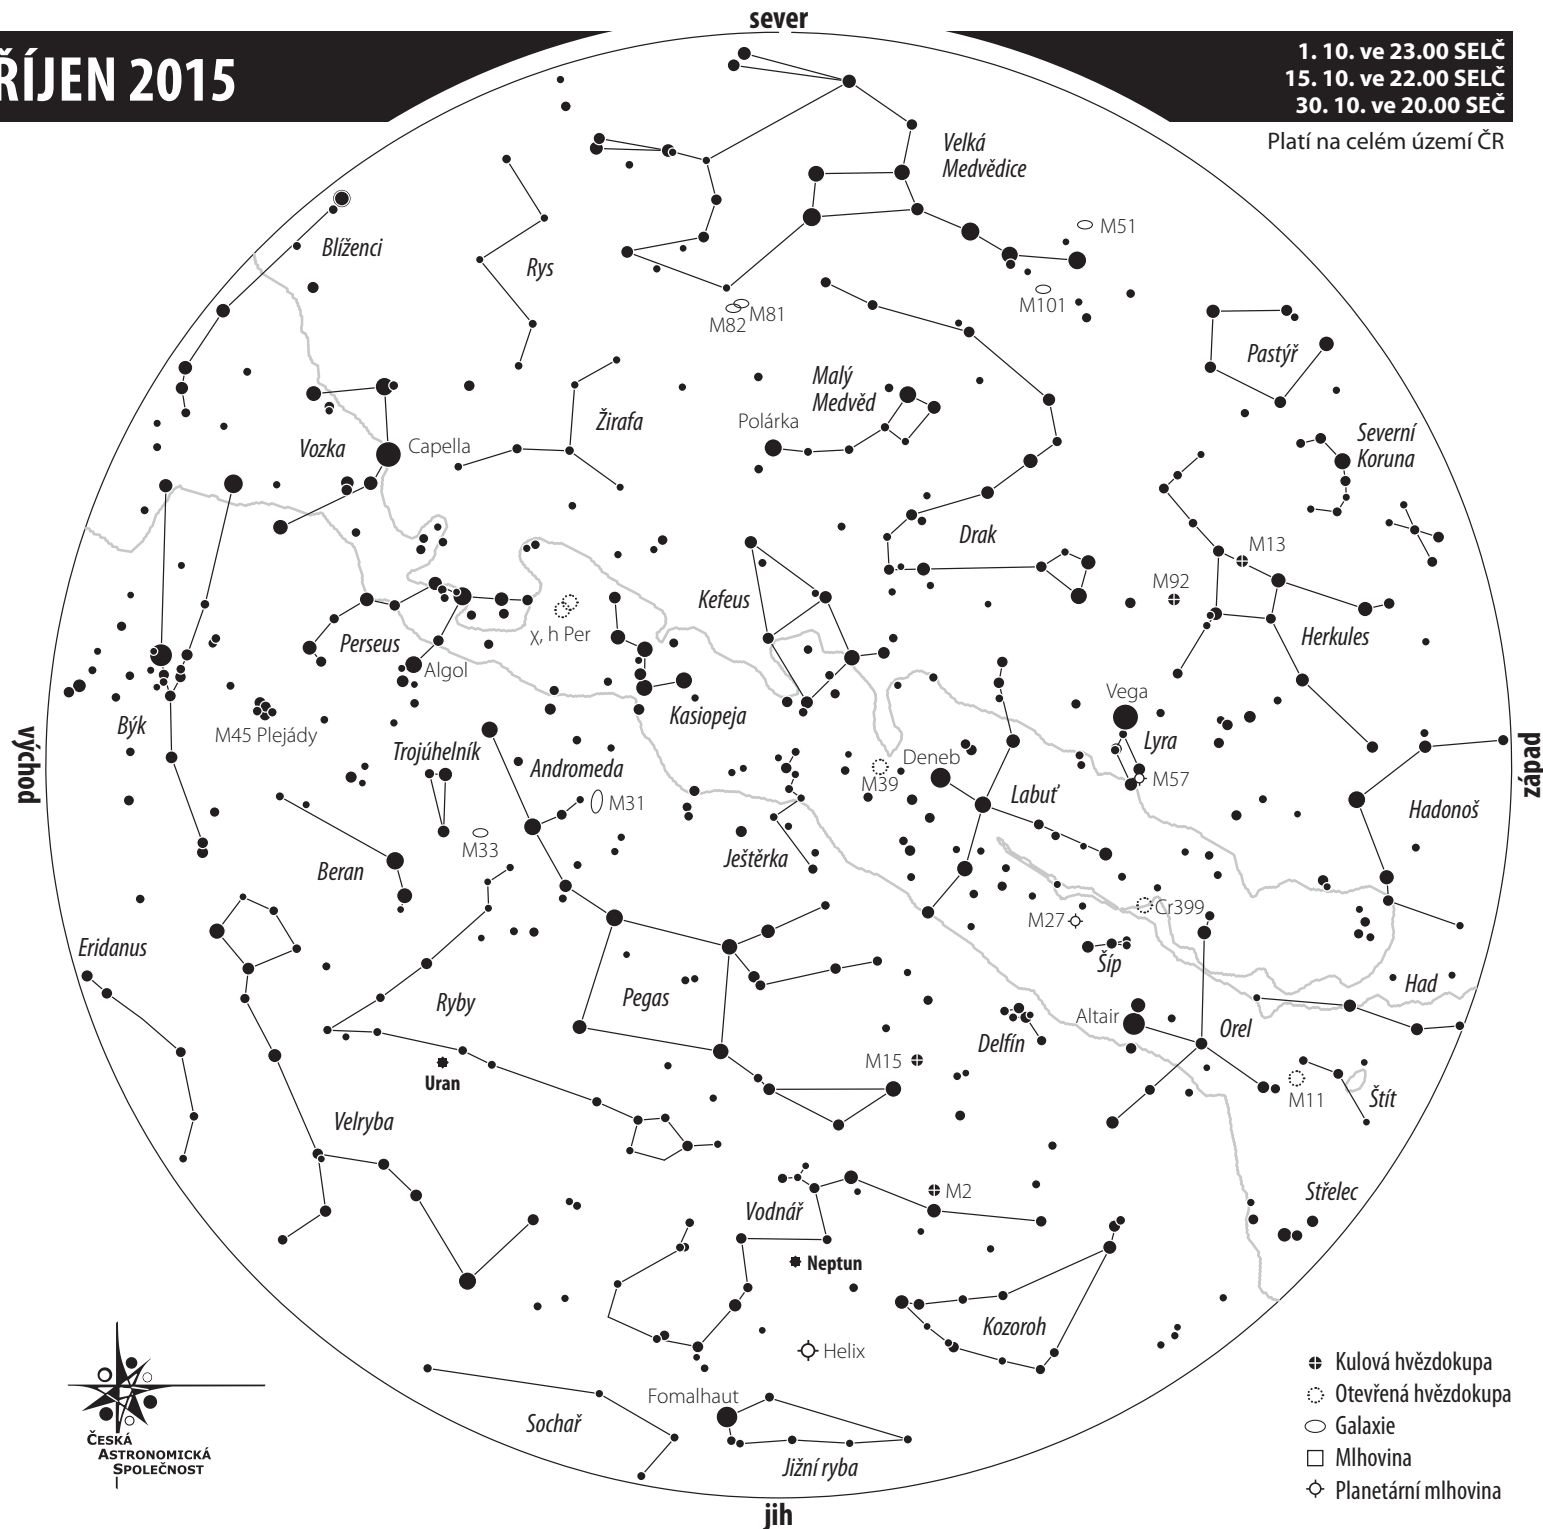 sever
ŘÍJEN 2015
1. 10. ve 23.00 SELČ
15. 10. ve 22.00 SELČ
30. 10. ve 20.00 SEČ
Platí na celém území ČR
Velká
Medvědice
M51
Blíženci
Rys
M101
M81
M82
Pastýř
Malý
Medvěd
Žirafa
Polárka
Severní
Koruna
Vozka
Capella
Drak
M13
M92
Kefeus
χ, h Per
Herkules
Perseus
Algol
Vega
Kasiopeja
Býk
M45 Plejády
Lyra
Trojúhelník
Andromeda
Deneb
východ
západ
M39
M57
Labuť
M31
Hadonoš
M33
Ještěrka
Beran
Cr399
M27
Eridanus
Šíp
Had
Ryby
Pegas
Altair
Orel
Delfín
M15
Uran
M11
Štít
Velryba
M2
Střelec
Vodnář
Neptun
Kozoroh
Helix
Fomalhaut
Sochař
Jižní ryba
jih
ČESKÁ
ASTRONOMICKÁ
SPOLEČNOST
Kulová hvězdokupa
Otevřená hvězdokupa
Galaxie
Mlhovina
Planetární mlhovina